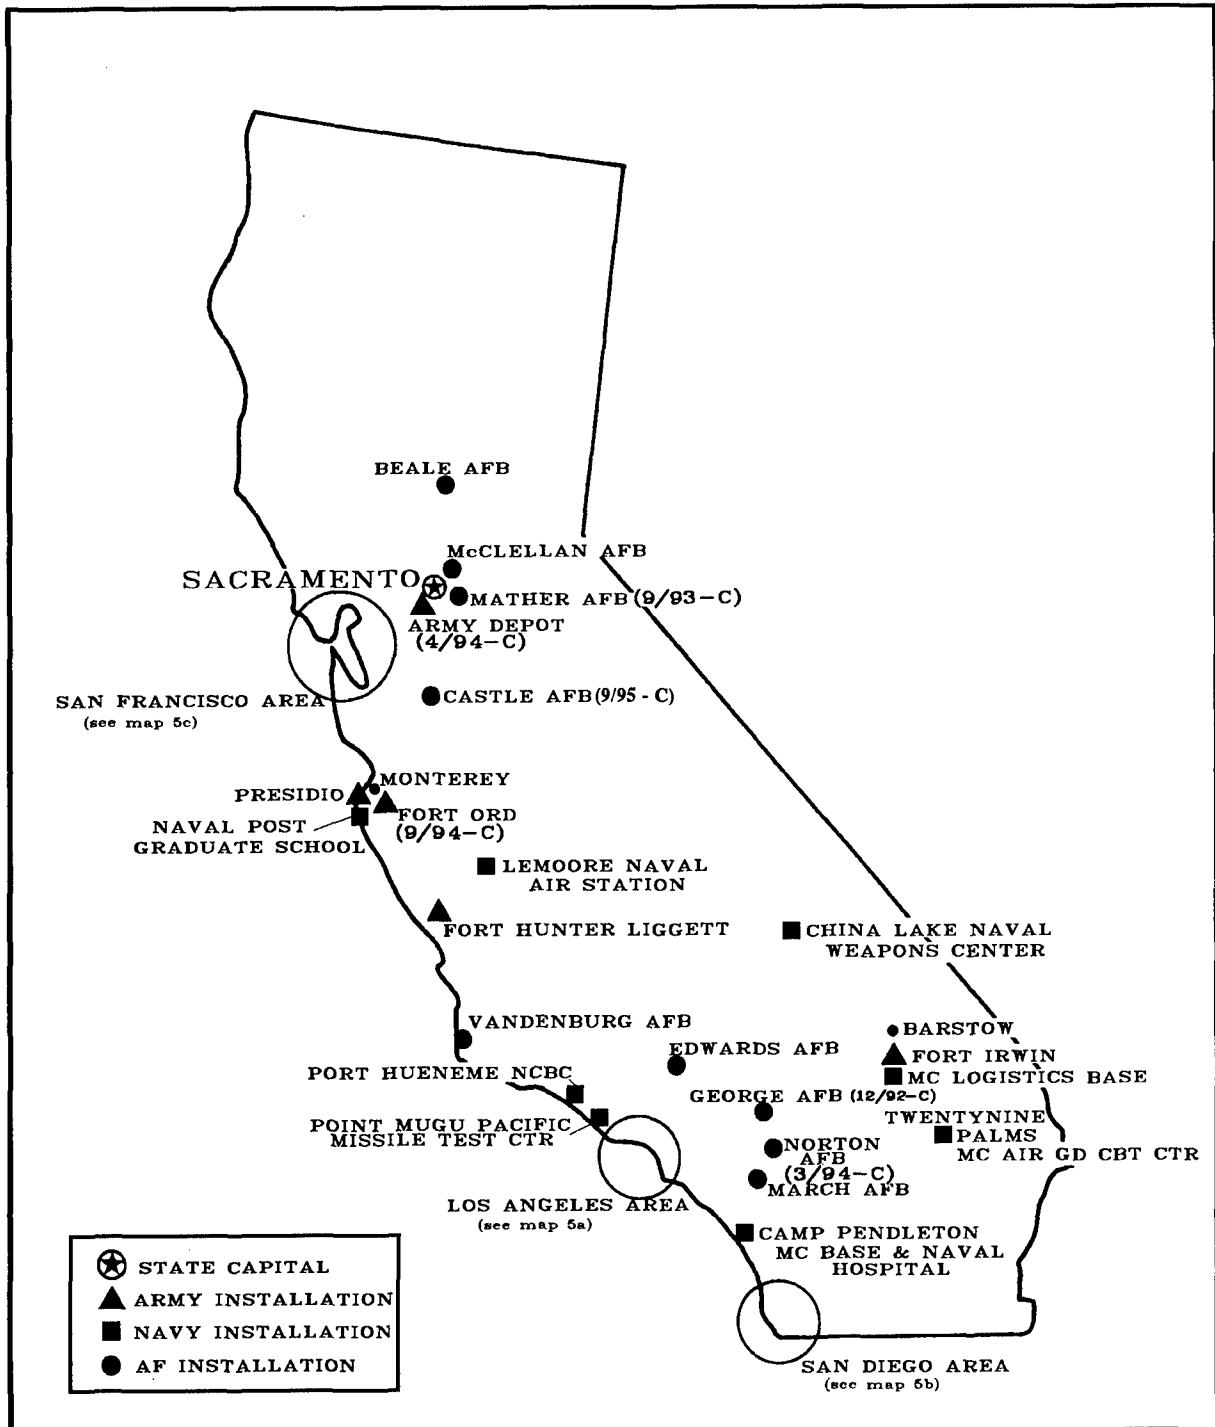 BEALE AFB
McCLELLAN AFB
SACRAMENTO
MATHER AFB (9/93-C)
ARMY DEPOT
(4/94-C)
CASTLE AFB (9/95 - C)
SAN FRANCISCO AREA
(see map 5c)
MONTEREY
PRESIDIO
FORT ORD
(9/94-C)
NAVAL POST
GRADUATE SCHOOL
LEMOORE NAVAL
AIR STATION
FORT HUNTER LIGGETT
CHINA LAKE NAVAL
WEAPONS CENTER
VANDENBURG AFB
BARSTOW
EDWARDS AFB
FORT IRWIN
PORT HUENEME NCBC
MC LOGISTICS BASE
GEORGE AFB (12/92-C)
TWENTYNINE
PALMS
MC AIR GD CBT CTR
POINT MUGU PACIFIC
MISSILE TEST CTR
NORTON
AFB
(3/94-C)
MARCH AFB
LOS ANGELES AREA
(see map 5a)
CAMP PENDLETON
MC BASE & NAVAL
HOSPITAL
SAN DIEGO AREA
(see map 5b)
STATE CAPITAL
ARMY INSTALLATION
NAVY INSTALLATION
AF INSTALLATION